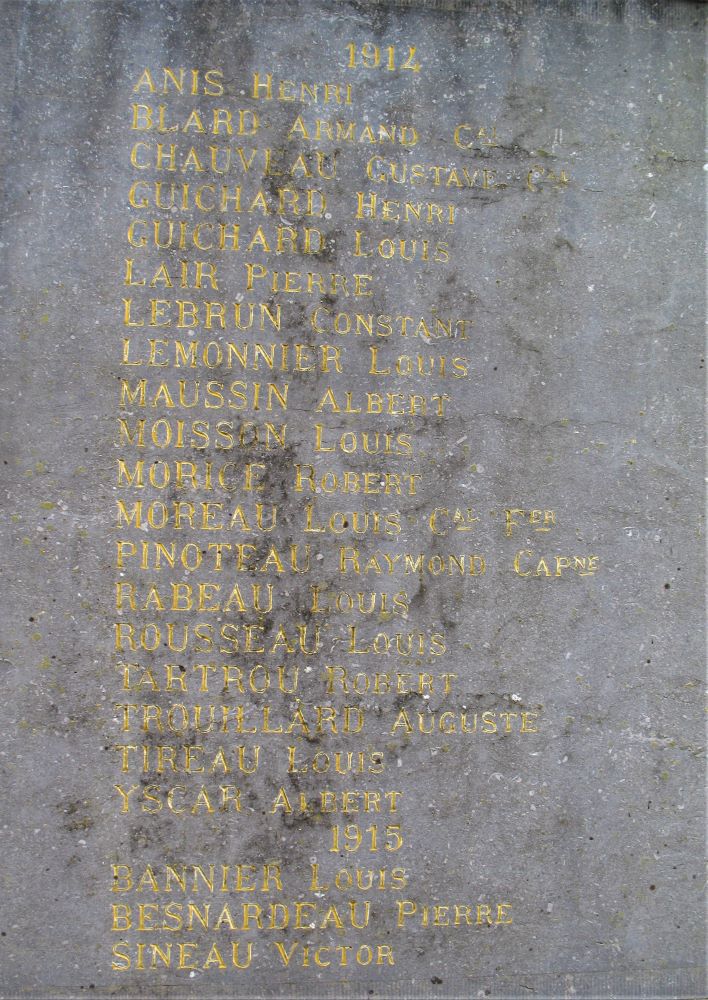 1914
ANIS HENRI
BLARD ARMAND CAL
CHAUVEAU GUSTAVE CAL
GUICHARD HENRI
GUICHARD LOUIS
LAIR PIERRE
LEBRUN CONSTANT
LEMONNIER LOUIS
MAUSSIN ALBERT
MOISSON LOUIS
MORICE ROBERT
MOREAU LOUIS CAL FER
PINOTEAU RAYMOND CAPNE
RABEAU LOUIS
ROUSSEAU LOUIS
TARTROU ROBERT
TROUILLARD AUGUSTE
TIREAU LOUIS
YSCAR ALBERT
1915
BANNIER LOUIS
BESNARDEAU PIERRE
SINEAU VICTOR